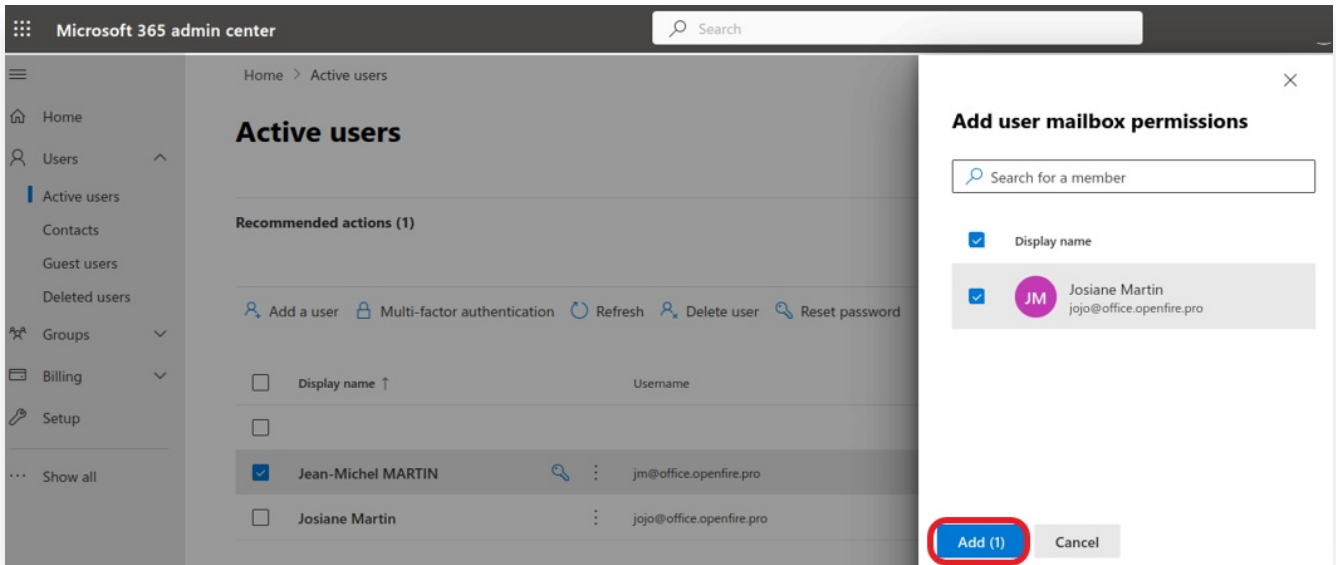 Microsoft 365 admin center
Search
Home
Users
Active users
Contacts
Guest users
Deleted users
Groups
Billing
Setup
Show all
Home > Active users
Active users
Recommended actions (1)
Add a user Multi-factor authentication Refresh Delete user Reset password
Display name ↑ Username
Jean-Michel MARTIN jm@office.openfire.pro
Josiane Martin jojo@office.openfire.pro
Add user mailbox permissions
Search for a member
Display name
JM
Josiane Martin
jojo@office.openfire.pro
Add (1) Cancel